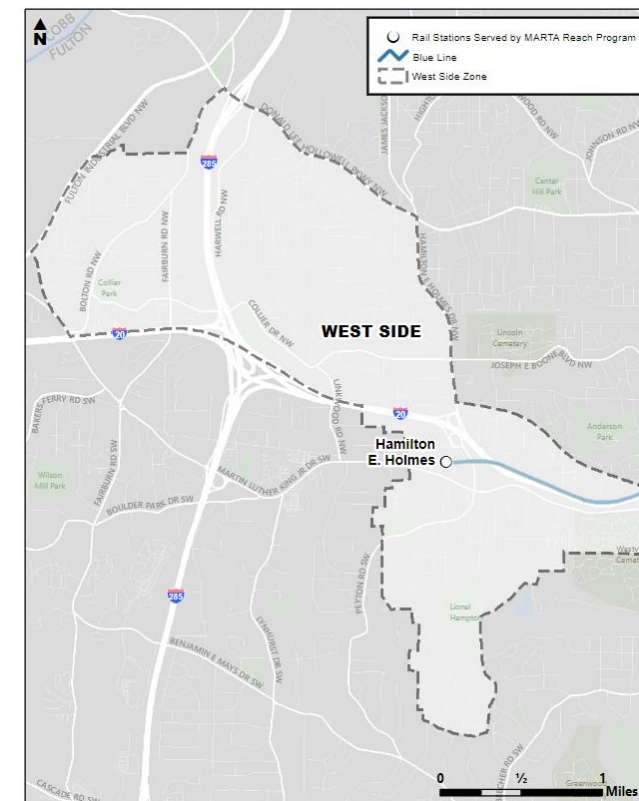 N
COBB
FULTON
Rail Stations Served by MARTA Reach Program
Blue Line
West Side Zone
FULTON INDUSTRIAL BLVD NW
285
DONALD LEE HOLLOWELL PKWY NW
JAMES JACKSON
JOHNSON RD NW
Center
Hill Park
HARWELL RD NW
FAIRBURN RD NW
BOLTON RD NW
HAMILTON E HOLMES DR NW
Collier
Park
COLLIER DR NW
20
WEST SIDE
Lincoln
Cemetery
JOSEPH E BOONE BLVD NW
BAKERS FERRY RD SW
LINKWOOD RD NW
20
Anderson
Park
Hamilton
E. Holmes
Wilson
Mill Park
FAIRBURN RD SW
MARTIN LUTHER KING JR DR SW
BOULDER PARK DR SW
PEYTON RD SW
285
Lionel
Hampton
BENJAMIN E MAYS DR SW
LYNHURST DR SW
CASCADE RD SW
BEECHER RD SW
Greenwood
0 ½ 1
Miles